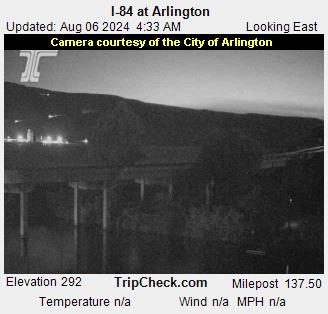 I-84 at Arlington
Updated: Aug 06 2024 4:33 AM Looking East
Camera courtesy of the City of Arlington
Elevation 292 TripCheck.com Milepost 137.50
Temperature n/a Wind n/a MPH n/a